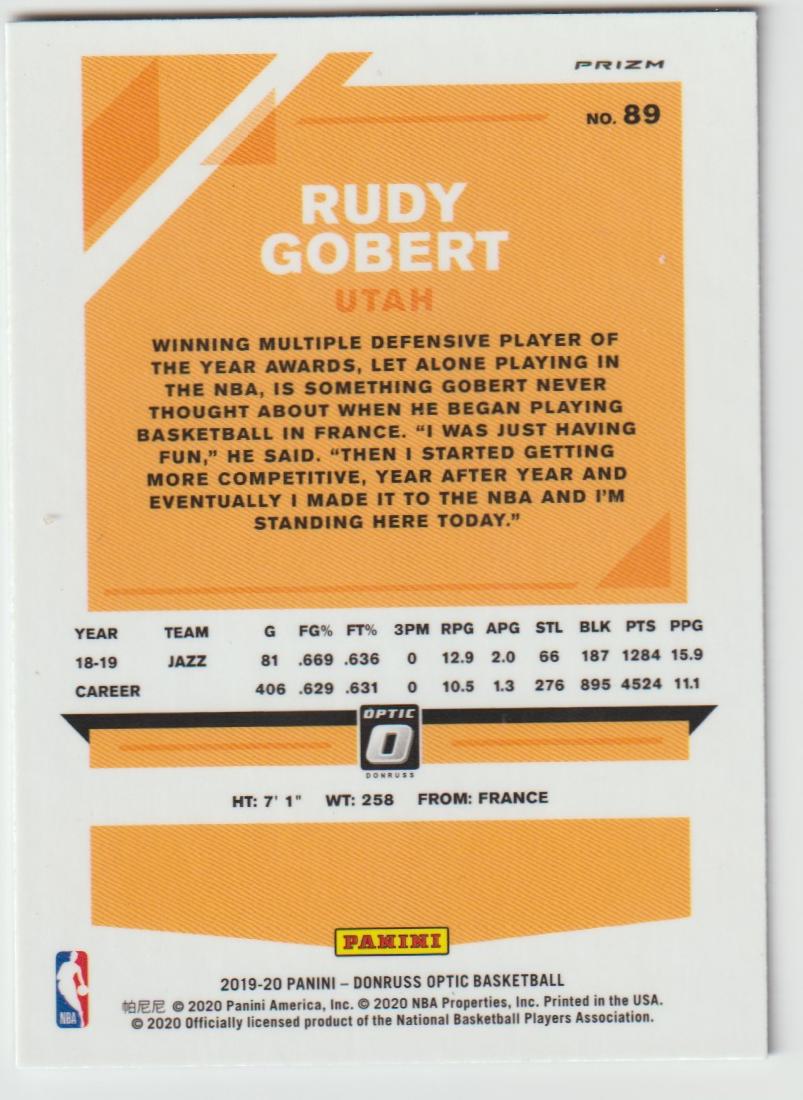 PRIZM
NO. 89
RUDY
GOBERT
UTAH
WINNING MULTIPLE DEFENSIVE PLAYER OF
THE YEAR AWARDS, LET ALONE PLAYING IN
THE NBA, IS SOMETHING GOBERT NEVER
THOUGHT ABOUT WHEN HE BEGAN PLAYING
BASKETBALL IN FRANCE. “I WAS JUST HAVING
FUN,” HE SAID. “THEN I STARTED GETTING
MORE COMPETITIVE, YEAR AFTER YEAR AND
EVENTUALLY I MADE IT TO THE NBA AND I’M
STANDING HERE TODAY.”
YEAR TEAM G FG% FT% 3PM RPG APG STL BLK PTS PPG
18-19 JAZZ 81 .669 .636 0 12.9 2.0 66 187 1284 15.9
CAREER 406 .629 .631 0 10.5 1.3 276 895 4524 11.1
OPTIC
O
DONRUSS
HT: 7' 1" WT: 258 FROM: FRANCE
PANINI
2019-20 PANINI – DONRUSS OPTIC BASKETBALL
帕尼尼 © 2020 Panini America, Inc. © 2020 NBA Properties, Inc. Printed in the USA.
© 2020 Officially licensed product of the National Basketball Players Association.
NBA